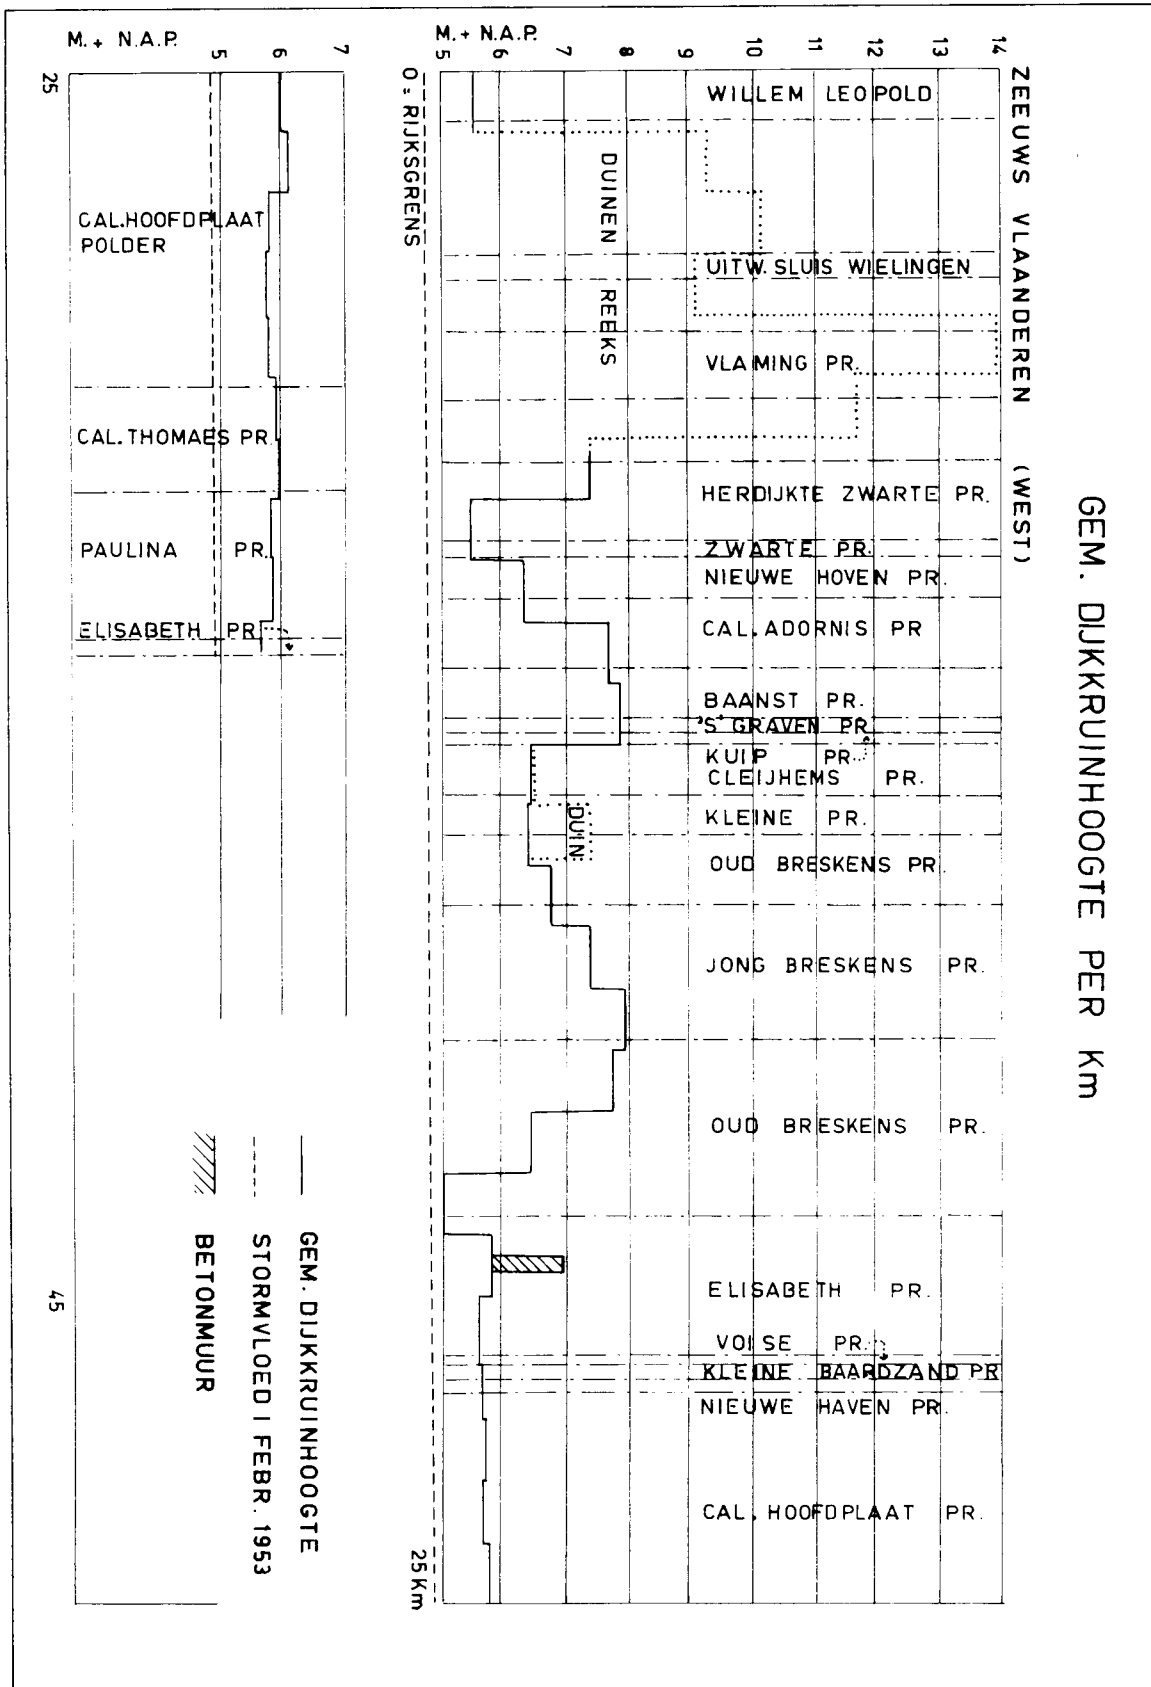 GEM. DIJKKRUINHOOGTE PER Km
ZEEUWS VLAANDEREN (WEST)
14
13
12
11
10
9
8
7
6
5
M. + N.A.P.
WILLEM LEOPOLD
UITW. SLUIS WIELINGEN
VLAMING PR.
HERDIJKTE ZWARTE PR.
ZWARTE PR.
NIEUWE HOVEN PR.
CAL. ADORNIS PR
BAANST PR.
'S' GRAVEN PR
KUIP PR
CLEIJHEMS PR.
KLEINE PR.
OUD BRESKENS PR.
JONG BRESKENS PR.
OUD BRESKENS PR.
ELISABETH PR.
VOLSE PR.
KLEINE BAARDZAND PR
NIEUWE HAVEN PR.
CAL. HOOFDPLAAT PR.
DUINEN REEKS
DUIN
0 = RIJKSGRENS
25 Km
7
6
5
M. + N.A.P.
CAL. HOOFDPLAAT
POLDER
CAL. THOMAES PR.
PAULINA PR.
ELISABETH PR
25
45
GEM. DIJKKRUINHOOGTE
STORMVLOED 1 FEBR. 1953
BETONMUUR